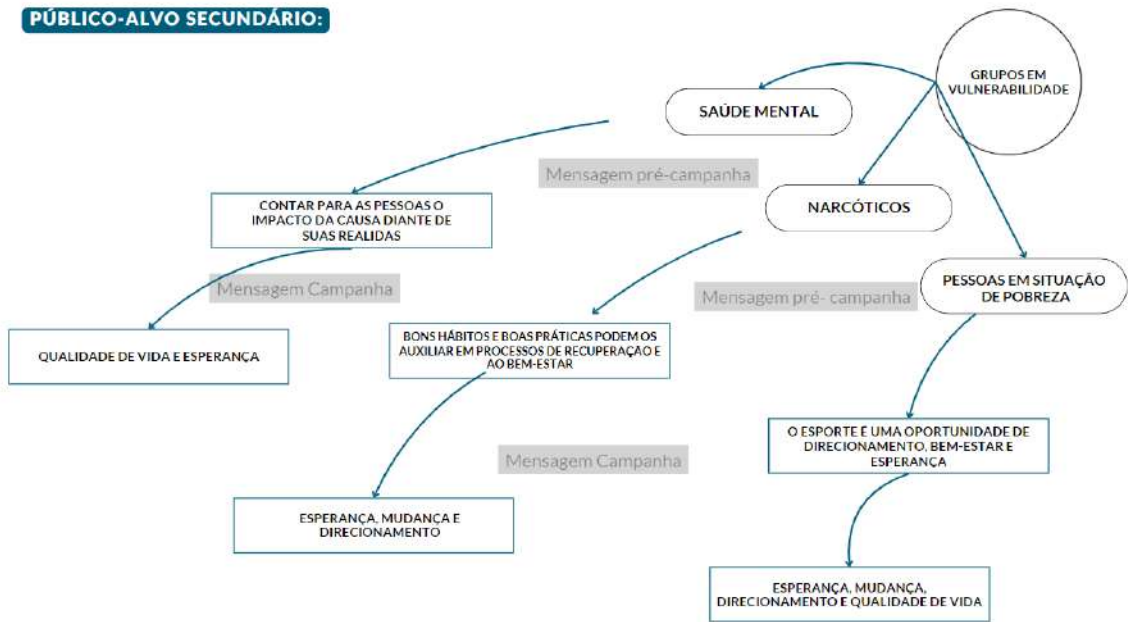 PÚBLICO-ALVO SECUNDÁRIO:
GRUPOS EM
VULNERABILIDADE
SAÚDE MENTAL
Mensagem pré-campanha
NARCÓTICOS
CONTAR PARA AS PESSOAS O
IMPACTO DA CAUSA DIANTE DE
SUAS REALIDAS
Mensagem Campanha
Mensagem pré- campanha
PESSOAS EM SITUAÇÃO
DE POBREZA
QUALIDADE DE VIDA E ESPERANÇA
BONS HÁBITOS E BOAS PRÁTICAS PODEM OS
AUXILIAR EM PROCESSOS DE RECUPERAÇÃO E
AO BEM-ESTAR
O ESPORTE É UMA OPORTUNIDADE DE
DIRECIONAMENTO, BEM-ESTAR E
ESPERANÇA
Mensagem Campanha
ESPERANÇA, MUDANÇA E
DIRECIONAMENTO
ESPERANÇA, MUDANÇA,
DIRECIONAMENTO E QUALIDADE DE VIDA